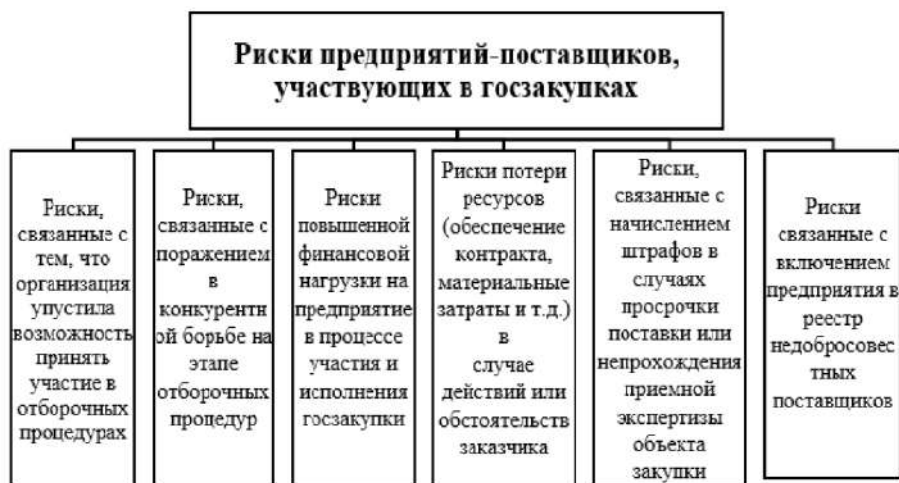 Риски предприятий-поставщиков,
участвующих в госзакупках
Риски,
связанные с
тем, что
организация
упустила
возможность
принять
участие в
отборочных
процедурах
Риски,
связанные с
поражением
в
конкурентн
ой борьбе на
этапе
отборочных
процедур
Риски
повышенной
финансовой
нагрузки на
предприятие
в процессе
участия и
исполнения
госзакупки
Риски потери
ресурсов
(обеспечение
контракта,
материальные
затраты и т.д.)
в
случае
действий или
обстоятельств
заказчика
Риски,
связанные с
начислением
штрафов в
случаях
просрочки
поставки или
непрохождения
приемной
экспертизы
объекта
закупки
Риски
связанные с
включением
предприятия в
реестр
недобросовес
тных
поставщиков